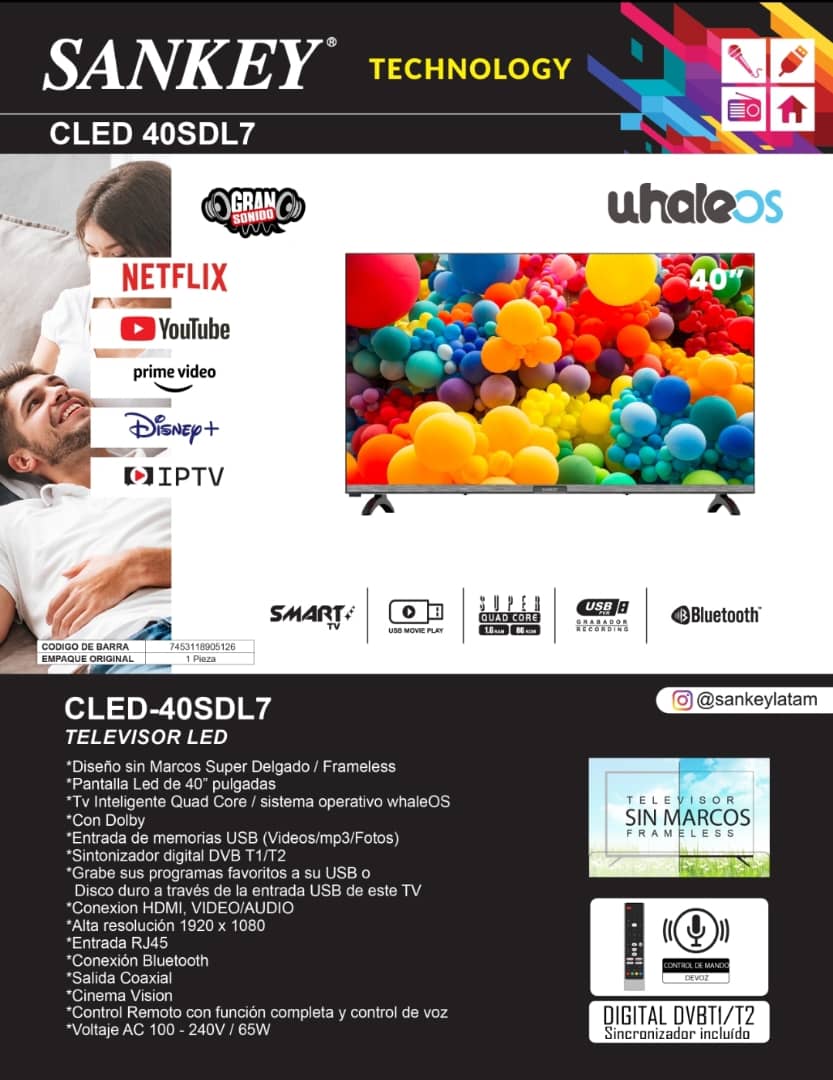 SANKEY®
TECHNOLOGY
CLED 40SDL7
GRAN
SONIDO
whaleos
NETFLIX
YouTube
prime video
Disney+
IPTV
40”
SANKEY
SMART
TV
USB MOVIE PLAY
SUPER
QUAD CORE
USB
PVR
GRABADOR
RECORDING
Bluetooth™
CODIGO DE BARRA 7453118905126
EMPAQUE ORIGINAL 1 Pieza
CLED-40SDL7
@sankeylatam
TELEVISOR LED
*Diseño sin Marcos Super Delgado / Frameless
*Pantalla Led de 40” pulgadas
*Tv Inteligente Quad Core / sistema operativo whaleOS
*Con Dolby
*Entrada de memorias USB (Videos/mp3/Fotos)
*Sintonizador digital DVB T1/T2
*Grabe sus programas favoritos a su USB o
Disco duro a través de la entrada USB de este TV
*Conexion HDMI, VIDEO/AUDIO
*Alta resolución 1920 x 1080
*Entrada RJ45
*Conexión Bluetooth
*Salida Coaxial
*Cinema Vision
*Control Remoto con función completa y control de voz
*Voltaje AC 100 - 240V / 65W
TELEVISOR
SIN MARCOS
FRAMELESS
CONTROL DE MANDO
DEVOZ
DIGITAL DVBT1/T2
Sincronizador incluído